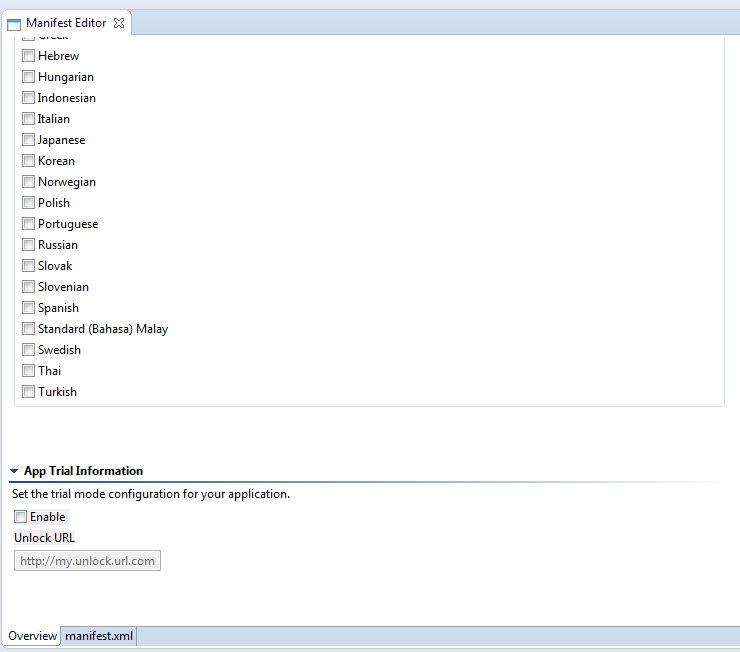 Manifest Editor
Greek
Hebrew
Hungarian
Indonesian
Italian
Japanese
Korean
Norwegian
Polish
Portuguese
Russian
Slovak
Slovenian
Spanish
Standard (Bahasa) Malay
Swedish
Thai
Turkish
App Trial Information
Set the trial mode configuration for your application.
Enable
Unlock URL
http://my.unlock.url.com
Overview manifest.xml